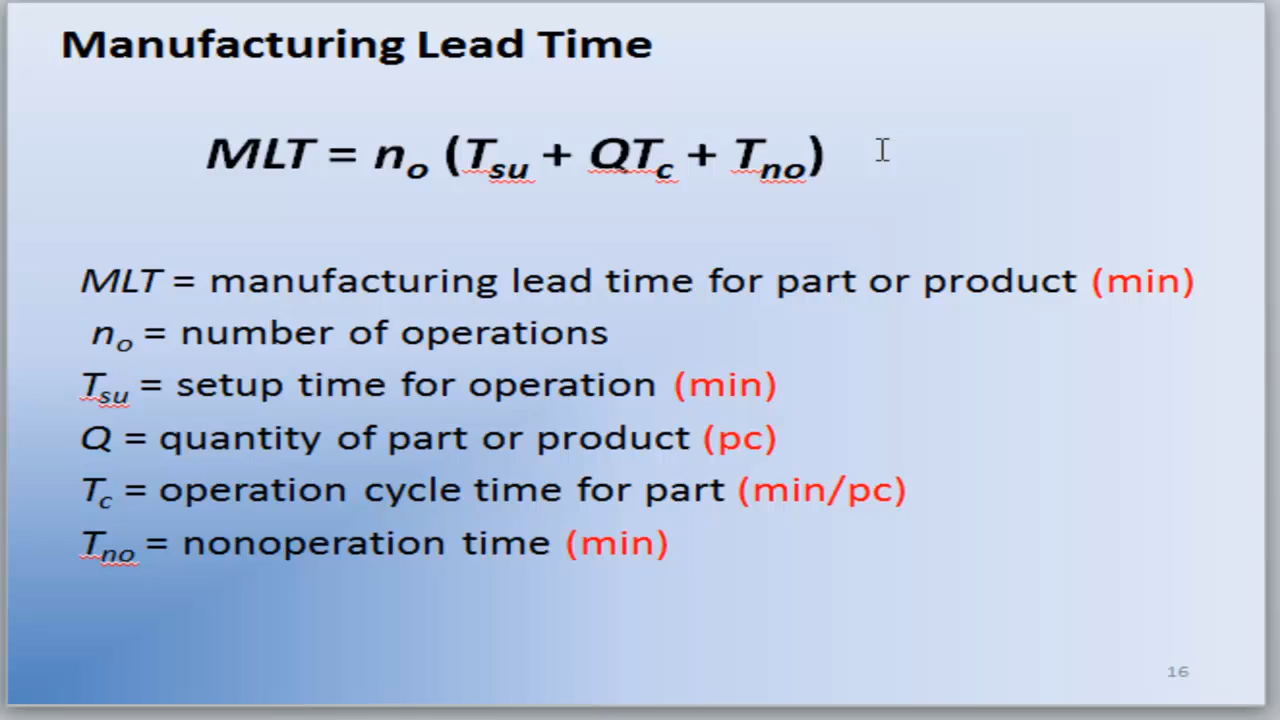 Manufacturing Lead Time
MLT = nₒ (Tsu + QTc + Tno)
MLT = manufacturing lead time for part or product (min)
nₒ = number of operations
Tsu = setup time for operation (min)
Q = quantity of part or product (pc)
Tc = operation cycle time for part (min/pc)
Tno = nonoperation time (min)
16